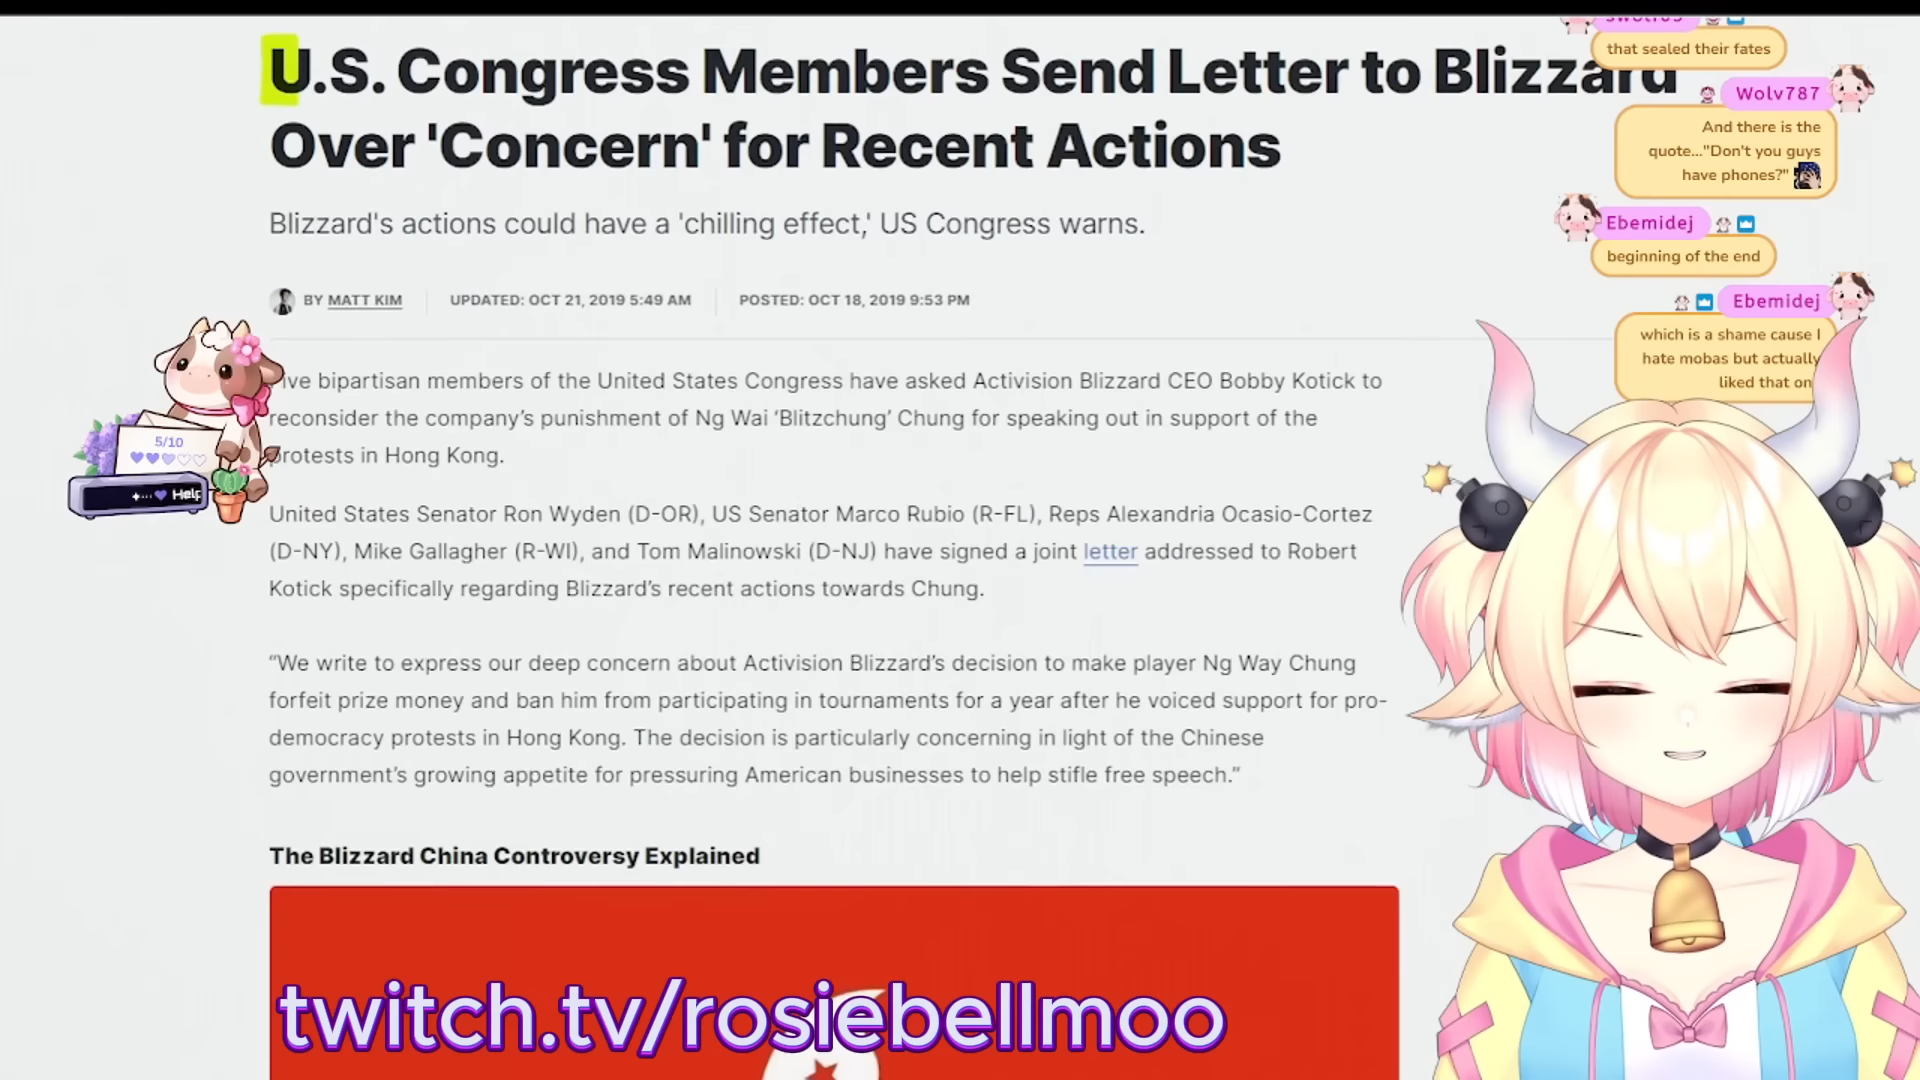 U.S. Congress Members Send Letter to Blizzard
Over 'Concern' for Recent Actions
Blizzard's actions could have a 'chilling effect,' US Congress warns.
BY MATT KIM
UPDATED: OCT 21, 2019 5:49 AM
POSTED: OCT 18, 2019 9:53 PM
ive bipartisan members of the United States Congress have asked Activision Blizzard CEO Bobby Kotick to
reconsider the company’s punishment of Ng Wai ‘Blitzchung’ Chung for speaking out in support of the
protests in Hong Kong.
United States Senator Ron Wyden (D-OR), US Senator Marco Rubio (R-FL), Reps Alexandria Ocasio-Cortez
(D-NY), Mike Gallagher (R-WI), and Tom Malinowski (D-NJ) have signed a joint letter addressed to Robert
Kotick specifically regarding Blizzard’s recent actions towards Chung.
“We write to express our deep concern about Activision Blizzard’s decision to make player Ng Way Chung
forfeit prize money and ban him from participating in tournaments for a year after he voiced support for pro-
democracy protests in Hong Kong. The decision is particularly concerning in light of the Chinese
government’s growing appetite for pressuring American businesses to help stifle free speech.”
The Blizzard China Controversy Explained
twitch.tv/rosiebellmoo
5/10
Help
that sealed their fates
Wolv787
And there is the
quote..."Don't you guys
have phones?"
Ebemidej
beginning of the end
Ebemidej
which is a shame cause I
hate mobas but actually
liked that on